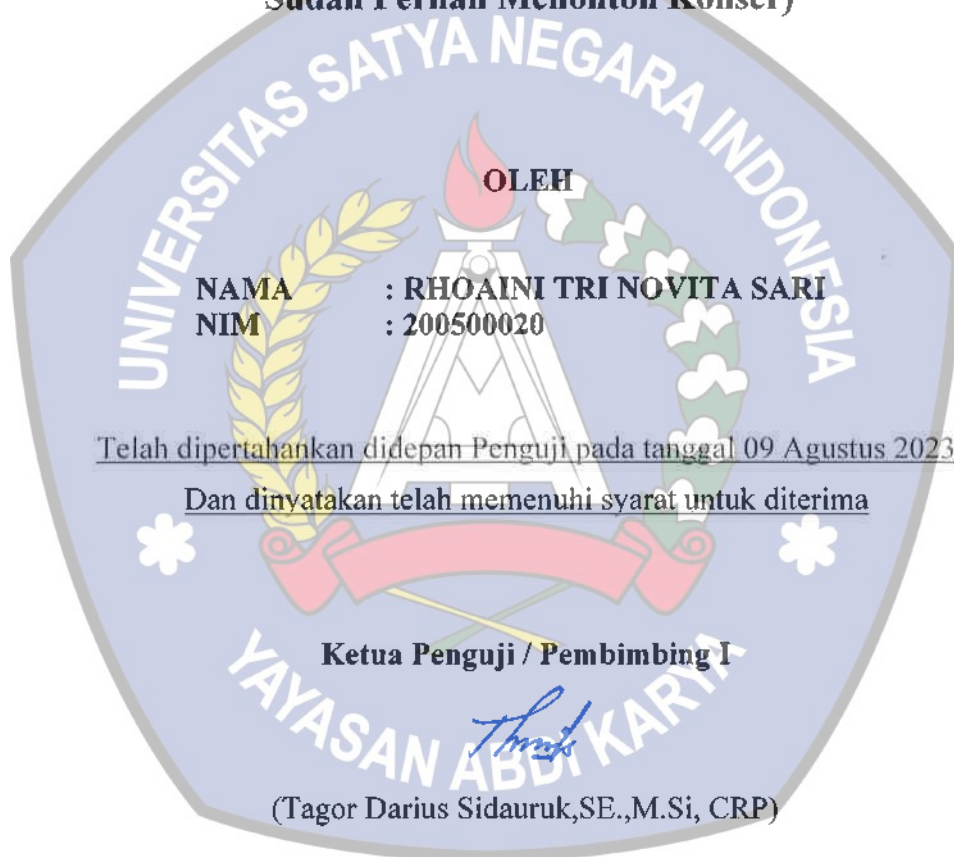 Sudah Pernah Menonton Konser)
UNIVERSITAS SATYA NEGARA INDONESIA
OLEH
NAMA : RHOAINI TRI NOVITA SARI
NIM : 200500020
Telah dipertahankan didepan Penguji pada tanggal 09 Agustus 2023
Dan dinyatakan telah memenuhi syarat untuk diterima
Ketua Penguji / Pembimbing I
YAYASAN ABDI KARYA
(Tagor Darius Sidauruk,SE.,M.Si, CRP)